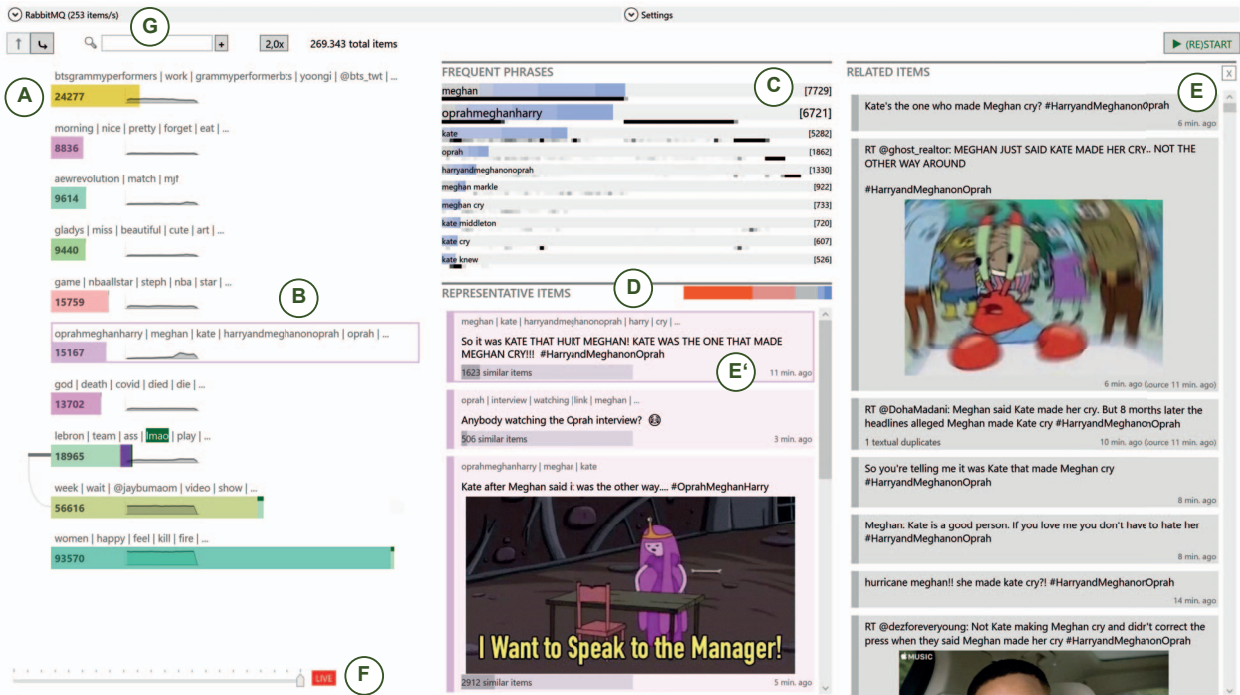 RabbitMQ (253 items/s)
Settings
G
+
2,0x
269.343 total items
(RE)START
A
btsgrammyperformers | work | grammyperformerb:s | yoongi | @bts_twt | ...
24277
morning | nice | pretty | forget | eat | ...
8836
aewrevolution | match | mjf
9614
gladys | miss | beautiful | cute | art | ...
9440
B
game | nbaallstar | steph | nba | star | ...
15759
oprahmeghanharry | meghan | kate | harryandmeghanonoprah | oprah | ...
15167
god | death | covid | died | die | ...
13702
lebron | team | ass | lmao | play | ...
18965
week | wait | @jaybumaom | video | show | ...
56616
women | happy | feel | kill | fire | ...
93570
LIVE
F
FREQUENT PHRASES
C
meghan [7729]
oprahmeghanharry [6721]
kate [5282]
oprah [1862]
harryandmeghanonoprah [1330]
meghan markle [922]
meghan cry [733]
kate middleton [720]
kate cry [607]
kate knew [526]
REPRESENTATIVE ITEMS
D
meghan | kate | harryandmeghanonoprah | harry | cry | ...
So it was KATE THAT HUIT MEGHAN! KATE WAS THE ONE THAT MADE
MEGHAN CRY!!! #HarryndMeghanonOprah
E'
1623 similar items
11 min. ago
oprah | interview | watching |link | meghan | ...
Anybody watching the Oprah interview?
506 similar items
3 min. ago
oprahmeghanharry | meghan | kate
Kate after Meghan said i: was the other way.... #OprahMeghanHarry
I Want to Speak to the Manager!
2912 similar items
5 min. ago
RELATED ITEMS
X
E
Kate's the one who made Meghan cry? #HarryandMeghanonOprah
6 min. ago
RT @ghost_realtor: MEGHAN JUST SAID KATE MADE HER CRY.. NOT THE
OTHER WAY AROUND
#HarryandMeghanonOprah
6 min. ago (ource 11 min. ago)
RT @DohaMadani: Meghan said Kate made her cry. But 8 months later the
headlines alleged Meghan made Kate cry #HarryandMeghanonOprah
1 textual duplicates
10 min. ago (ource 11 min. ago)
So you're telling me it was Kate that made Meghan cry
#HarryandMeghanonOprah
8 min. ago
Meghan: Kate is a good person. If you love me you don't have to hate her
#HarryandMeghanonOprah
8 min. ago
hurricane meghan!! she made kate cry?! #HarryandMeghanorOprah
14 min. ago
RT @dezforeveryoung: Not Kate making Meghan cry and didn't correct the
press when they said Meghan made her cry #HarryandMeghanonOprah
MUSIC